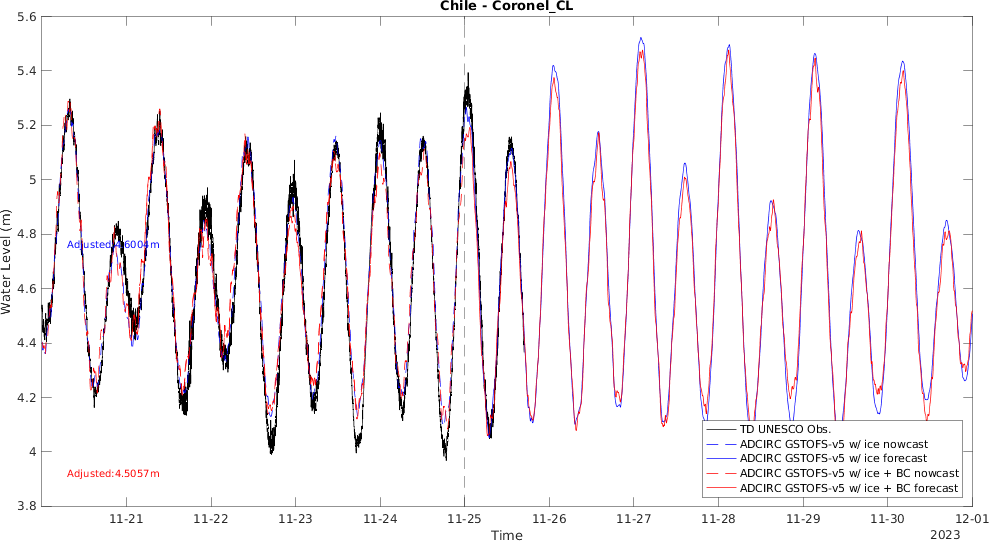 Chile - Coronel_CL
5.6
5.4
5.2
5
4.8
4.6
4.4
4.2
4
3.8
Water Level (m)
Adjusted:4.6004m
Adjusted:4.5057m
TD UNESCO Obs.
ADCIRC GSTOFS-v5 w/ ice nowcast
ADCIRC GSTOFS-v5 w/ ice forecast
ADCIRC GSTOFS-v5 w/ ice + BC nowcast
ADCIRC GSTOFS-v5 w/ ice + BC forecast
11-21 11-22 11-23 11-24 11-25 11-26 11-27 11-28 11-29 11-30 12-01
Time
2023